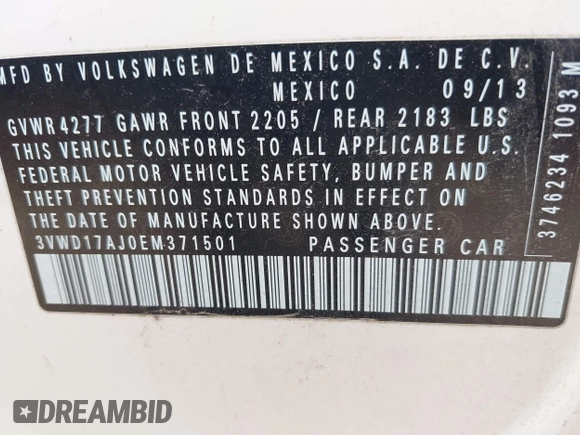 MFD BY VOLKSWAGEN DE MEXICO S.A. DE C.V.
MEXICO 09/13
GVWR 4277 GAWR FRONT 2205 / REAR 2183 LBS
THIS VEHICLE CONFORMS TO ALL APPLICABLE U.S.
FEDERAL MOTOR VEHICLE SAFETY, BUMPER AND
THEFT PREVENTION STANDARDS IN EFFECT ON
THE DATE OF MANUFACTURE SHOWN ABOVE.
3VWD17AJ0EM371501 PASSENGER CAR
3746234 1093 M
DREAMBID